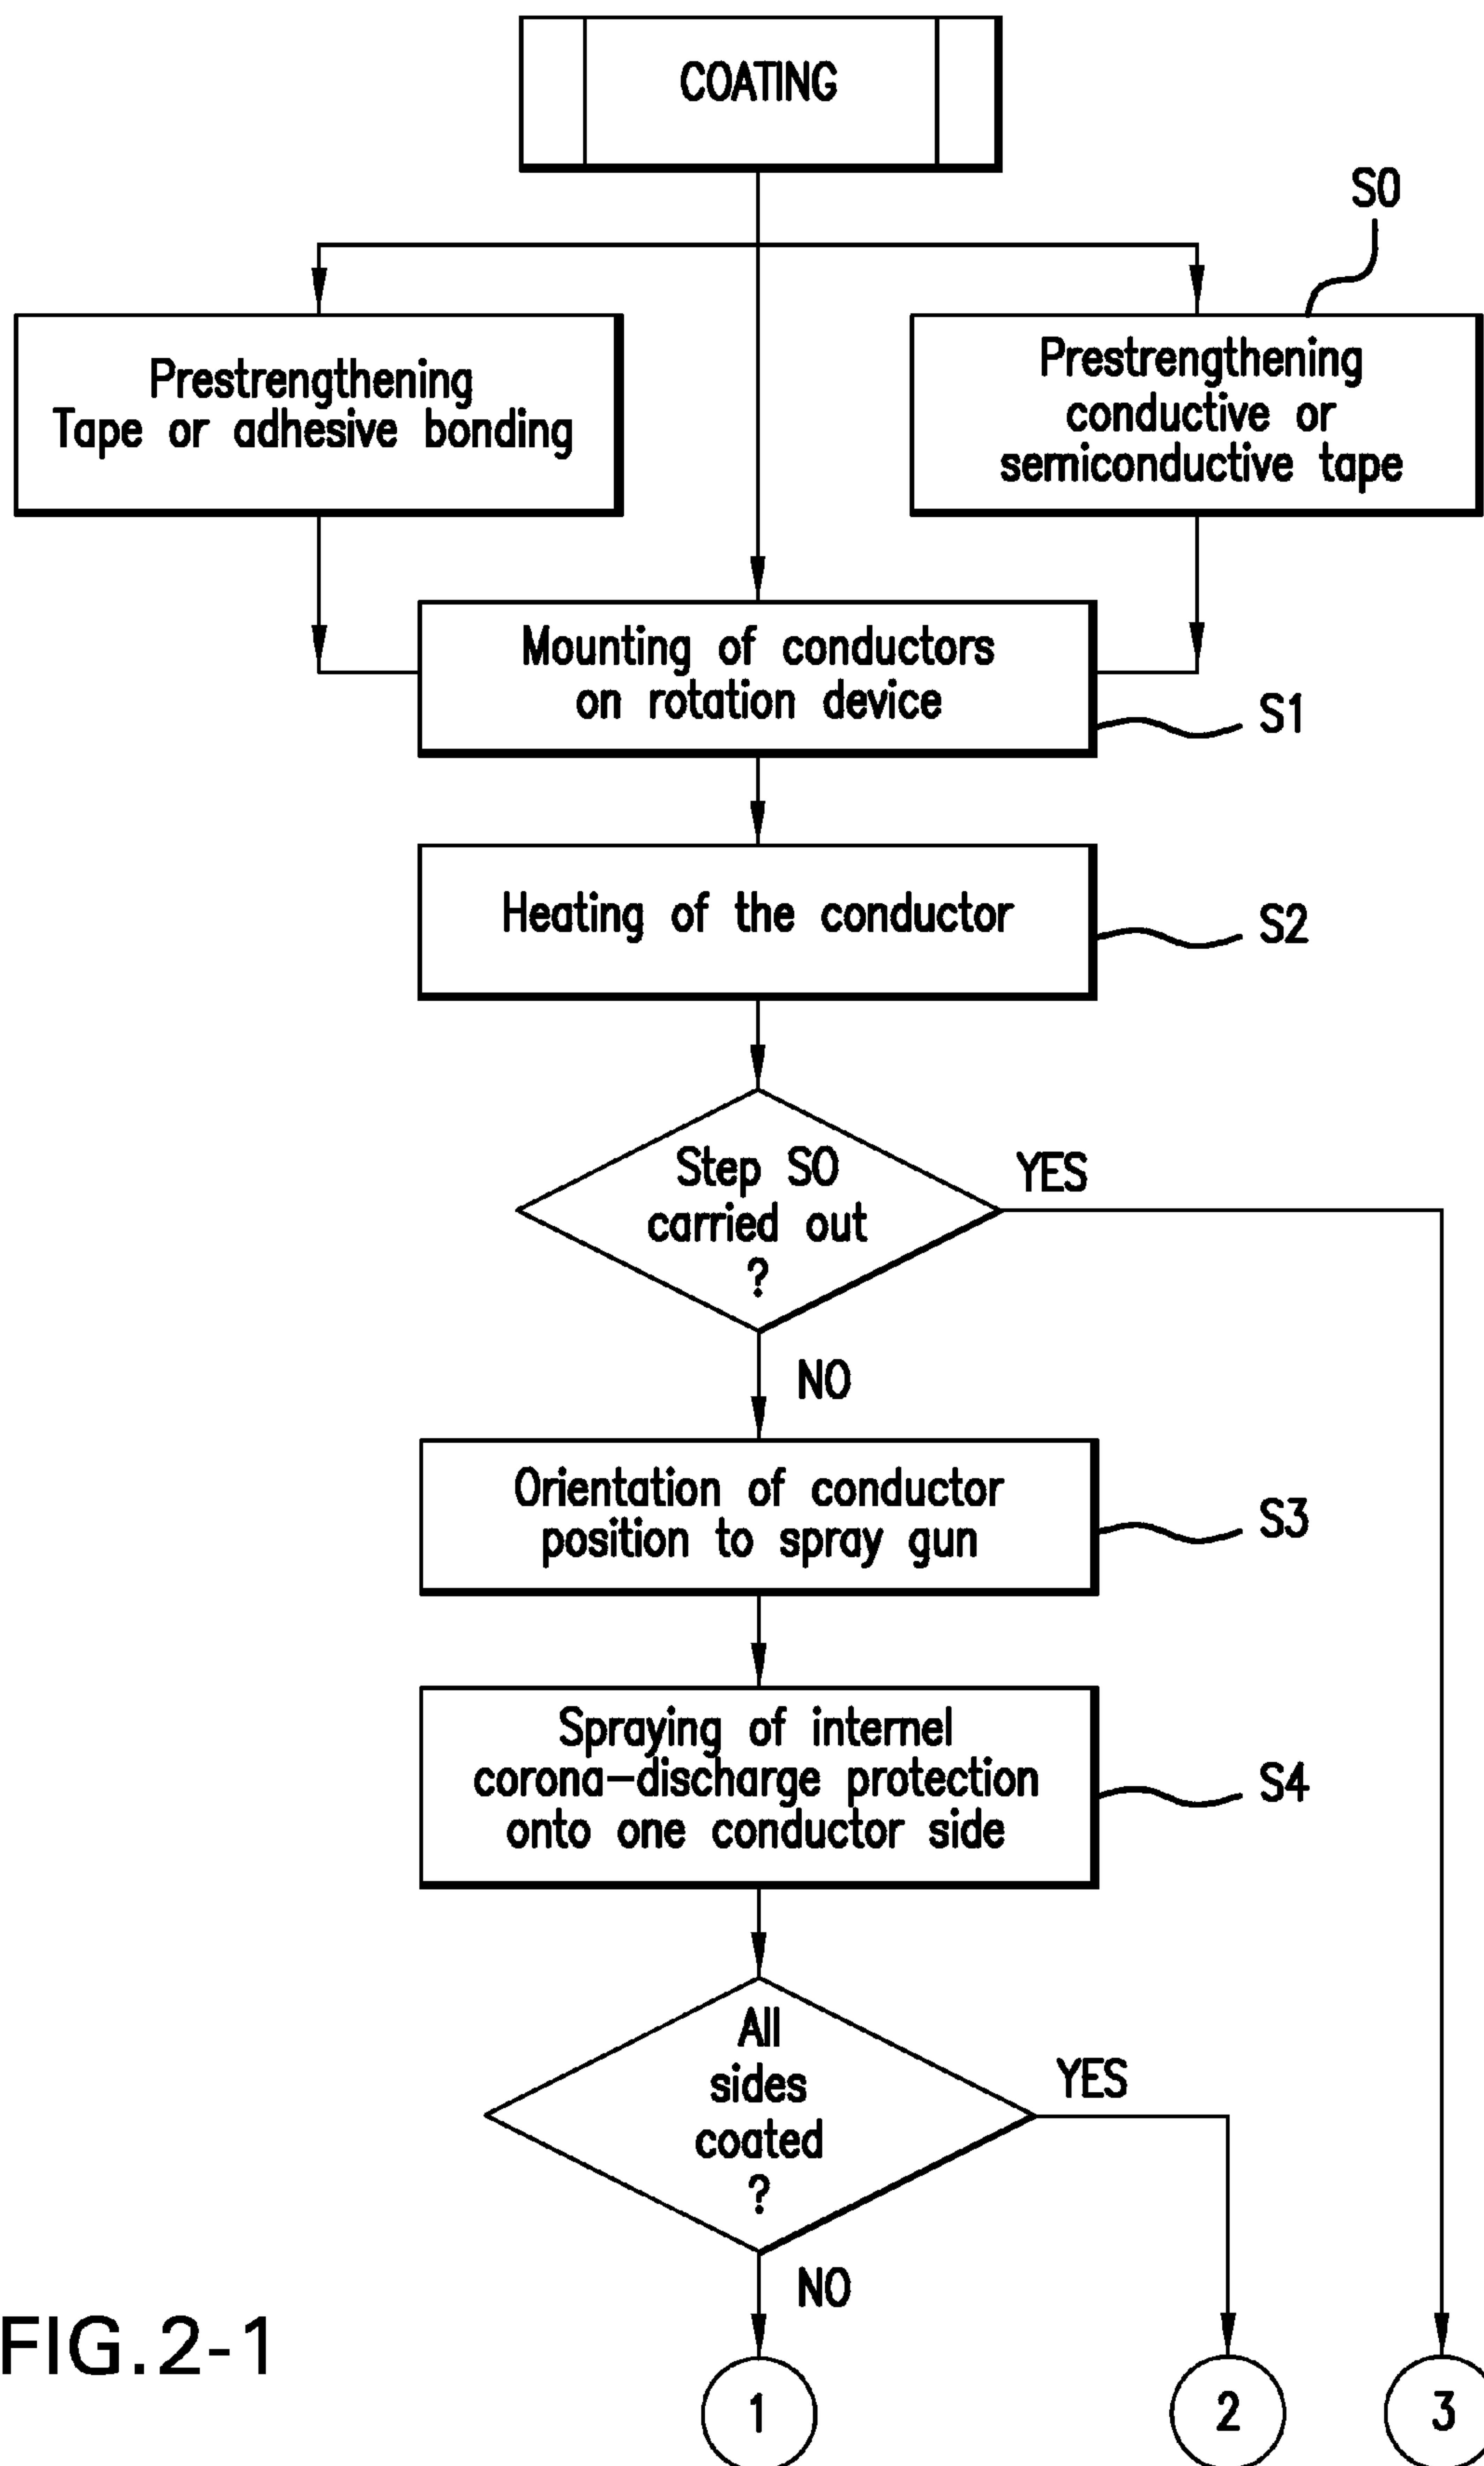 COATING
S0
Prestrengthening
Tape or adhesive bonding
Prestrengthening
conductive or
semiconductive tape
Mounting of conductors
on rotation device
S1
Heating of the conductor
S2
Step SO
carried out
?
YES
NO
Orientation of conductor
position to spray gun
S3
Spraying of internel
corona-discharge protection
onto one conductor side
S4
All
sides
coated
?
YES
NO
FIG.2-1
1
2
3